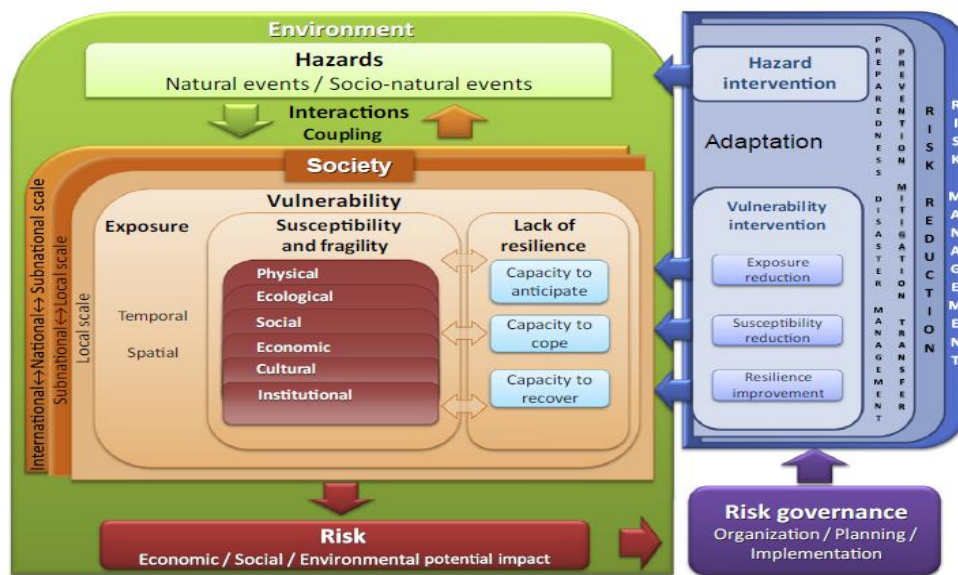 Environment
Hazards
Natural events / Socio-natural events
Interactions
Coupling
International↔National↔Subnational scale
Subnational↔Local scale
Local scale
Society
Vulnerability
Exposure
Temporal
Spatial
Susceptibility
and fragility
Physical
Ecological
Social
Economic
Cultural
Institutional
Lack of
resilience
Capacity to
anticipate
Capacity to
cope
Capacity to
recover
Risk
Economic / Social / Environmental potential impact
Hazard
intervention
Adaptation
Vulnerability
intervention
Exposure
reduction
Susceptibility
reduction
Resilience
improvement
PREPAREDNESS DISASTER MANAGEMENT
PREVENTION MITIGATION TRANSFER
RISK REDUCTION
RISK MANAGEMENT
Risk governance
Organization / Planning /
Implementation